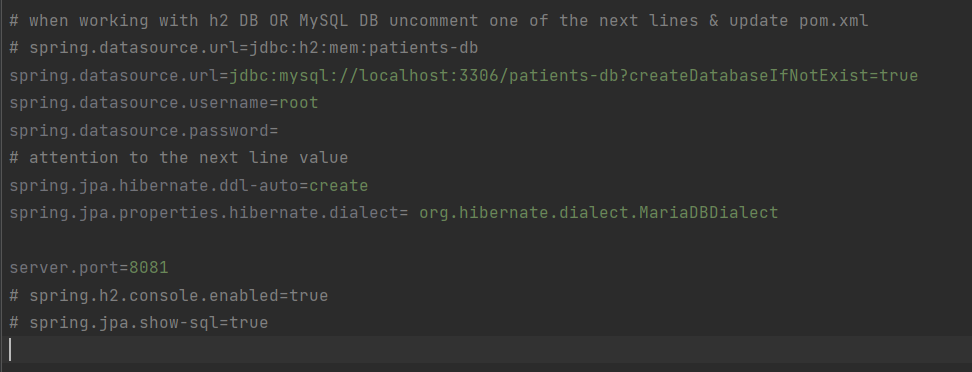 # when working with h2 DB OR MySQL DB uncomment one of the next lines & update pom.xml
# spring.datasource.url=jdbc:h2:mem:patients-db
spring.datasource.url=jdbc:mysql://localhost:3306/patients-db?createDatabaseIfNotExist=true
spring.datasource.username=root
spring.datasource.password=
# attention to the next line value
spring.jpa.hibernate.ddl-auto=create
spring.jpa.properties.hibernate.dialect= org.hibernate.dialect.MariaDBDialect
server.port=8081
# spring.h2.console.enabled=true
# spring.jpa.show-sql=true